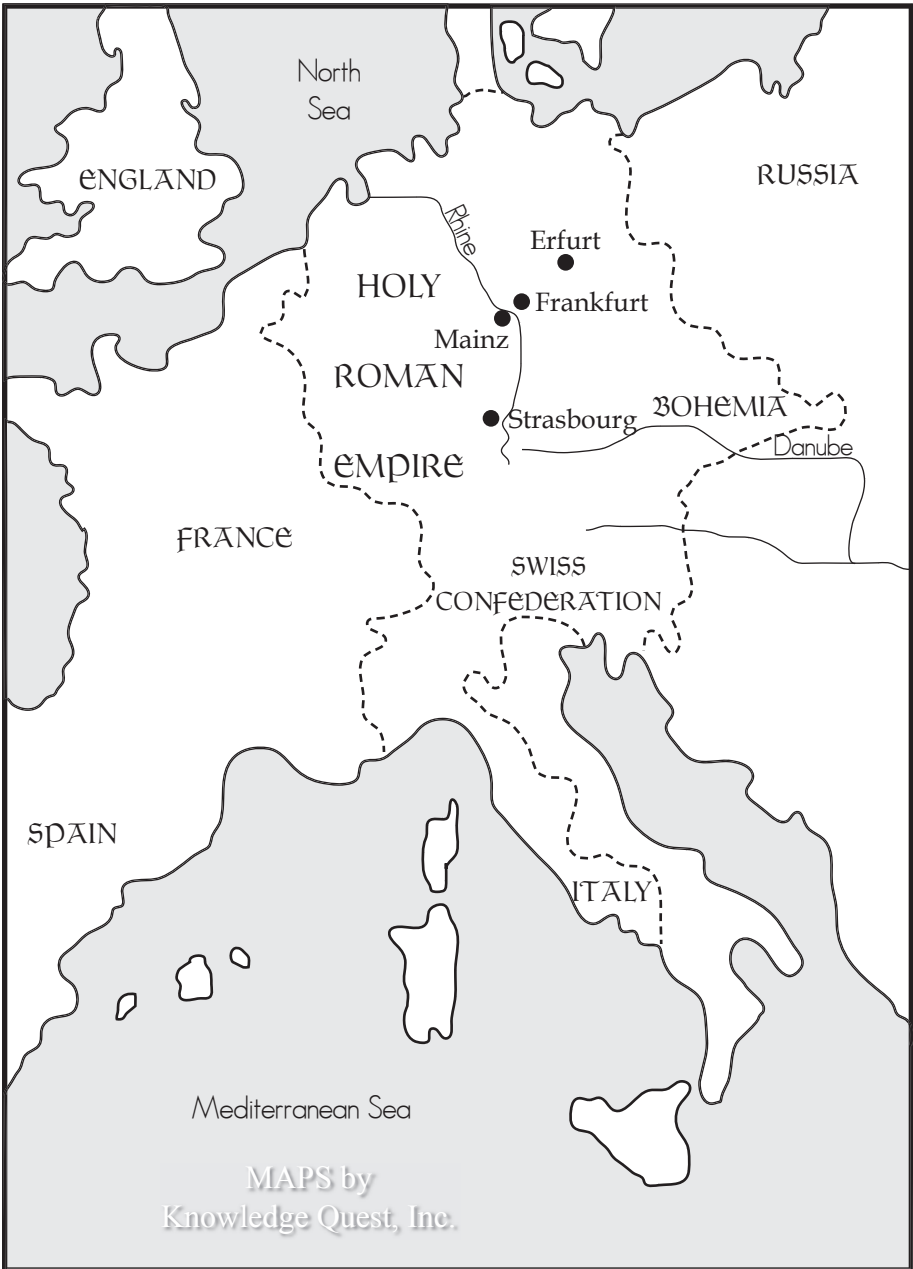 North
Sea
ENGLAND
RUSSIA
Rhine
Erfurt
HOLY
Frankfurt
Mainz
ROMAN
BOHEMIA
Strasbourg
Danube
EMPIRE
FRANCE
SWISS
CONFEDERATION
SPAIN
ITALY
Mediterranean Sea
MAPS by
Knowledge Quest, Inc.